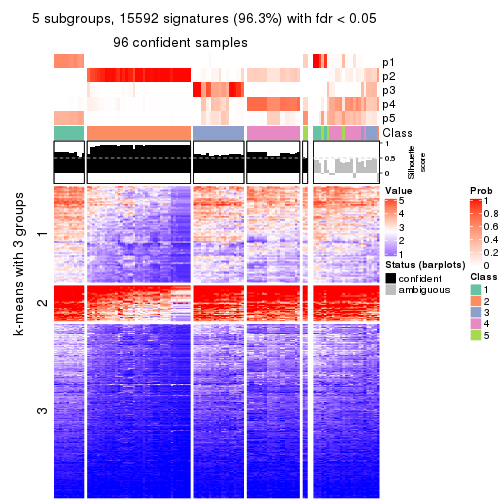 5 subgroups, 15592 signatures (96.3%) with fdr < 0.05
96 confident samples
p1
p2
p3
p4
p5
Class
1
0.5
0
Silhouette
score
k-means with 3 groups
1
2
3
Value
5
4
3
2
1
Status (barplots)
confident
ambiguous
Prob
1
0.8
0.6
0.4
0.2
0
Class
1
2
3
4
5